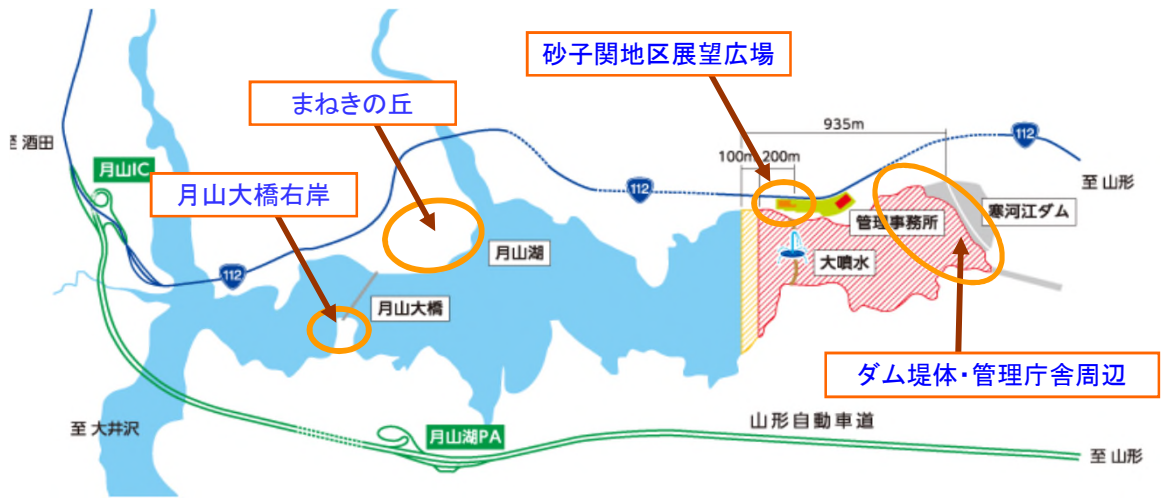 砂子関地区展望広場
まねきの丘
935m
112
至 酒田
100m 200m
月山IC
112
至 山形
月山大橋右岸
管理事務所
寒河江ダム
月山湖
大噴水
112
月山大橋
ダム堤体・管理庁舎周辺
山形自動車道
至 大井沢
月山湖PA
至 山形